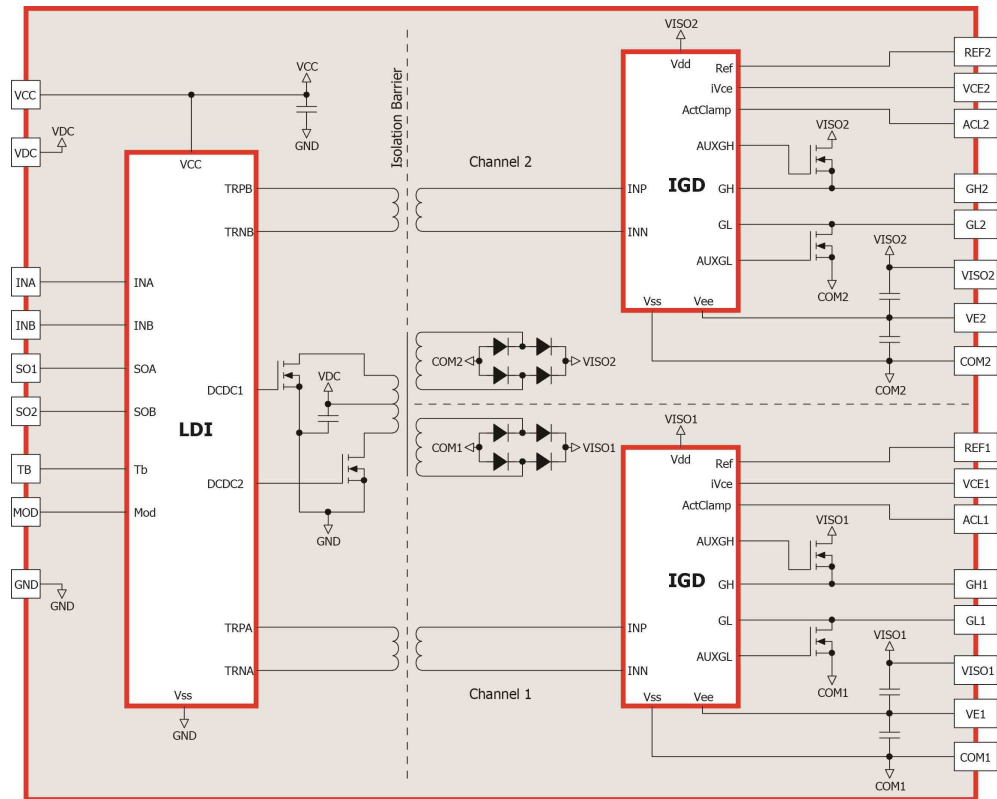 VCC
VDC
VDC
INA
INB
SO1
SO2
TB
MOD
GND
GND
VCC
GND
VCC
TRPB
TRNB
INA
INB
SOA
SOB
Tb
Mod
DCDC1
DCDC2
LDI
TRPA
TRNA
Vss
GND
VDC
GND
Isolation Barrier
Channel 2
COM2
VISO2
COM1
VISO1
Channel 1
VISO2
Vdd
Ref
iVce
ActClamp
AUXGH
INP
IGD
GH
INN
GL
AUXGL
Vss
Vee
VISO2
COM2
VISO2
COM2
REF2
VCE2
ACL2
GH2
GL2
VISO2
VE2
COM2
VISO1
Vdd
Ref
iVce
ActClamp
AUXGH
IGD
GH
GL
INP
AUXGL
INN
Vss
Vee
VISO1
COM1
VISO1
COM1
REF1
VCE1
ACL1
GH1
GL1
VISO1
VE1
COM1